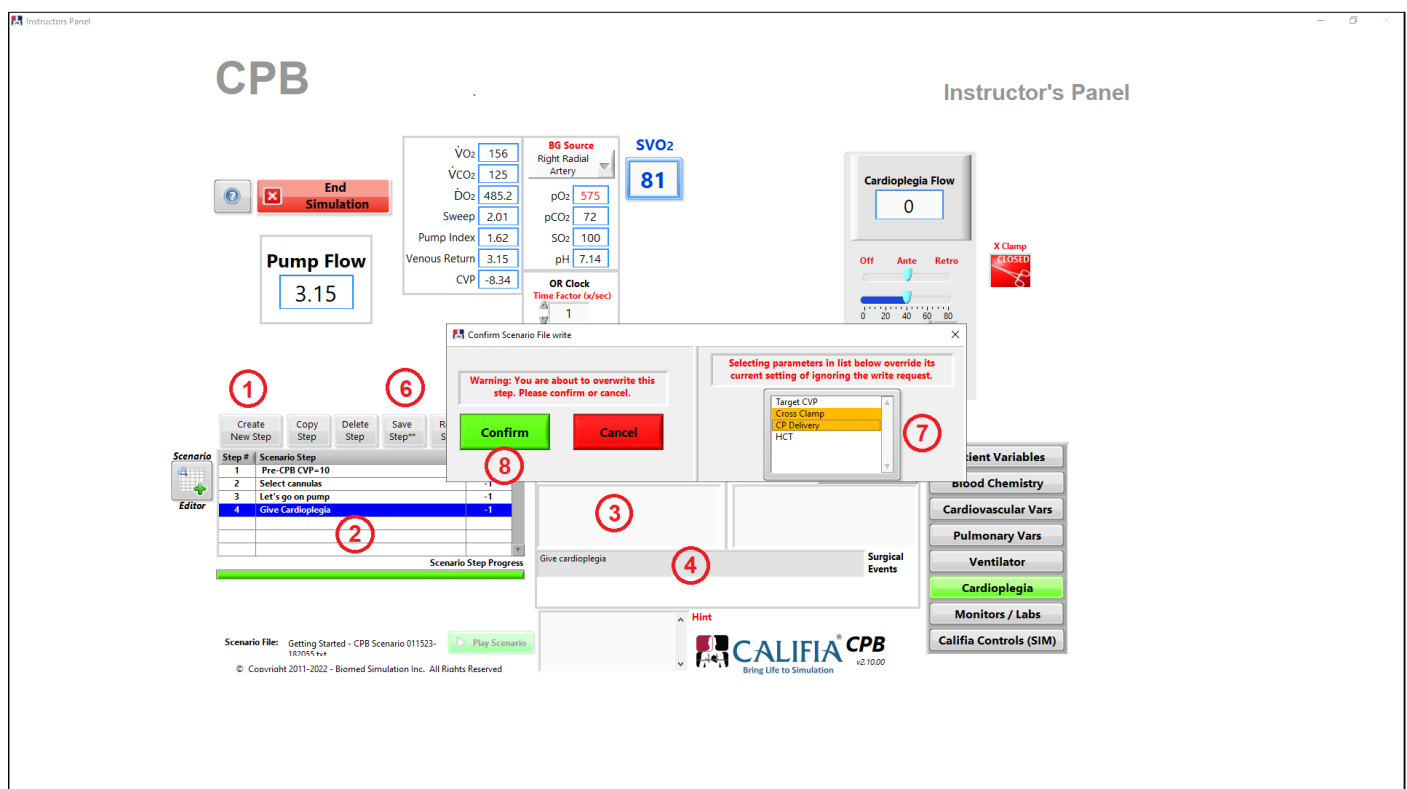 Instructors Panel
CPB
Instructor's Panel
V̇O2 156
V̇CO2 125
ḊO2 485.2
Sweep 2.01
Pump Index 1.62
Venous Return 3.15
CVP -8.34
BG Source
Right Radial
Artery
pO2 575
pCO2 72
SO2 100
pH 7.14
SVO2
81
End
Simulation
Pump Flow
3.15
OR Clock
Time Factor (x/sec)
1
Cardioplegia Flow
0
Off Ante Retro
0 20 40 60 80
X Clamp
CLOSED
Confirm Scenario File write
Warning: You are about to overwrite this
step. Please confirm or cancel.
Confirm
Cancel
8
Selecting parameters in list below override its
current setting of ignoring the write request.
Target CVP
Cross Clamp
CP Delivery
HCT
7
1
6
Create
New Step
Copy
Step
Delete
Step
Save
Step**
Scenario
Editor
Step # Scenario Step
1 Pre-CPB CVP=10
2 Select cannulas -1
3 Let's go on pump -1
4 Give Cardioplegia -1
2
Scenario Step Progress
3
Give cardioplegia
4
Surgical
Events
Hint
Scenario File: Getting Started - CPB Scenario 011523-
182055.txt
Play Scenario
© Copyright 2011-2022 - Biomed Simulation Inc. All Rights Reserved
CALIFIA® CPB
Bring Life to Simulation
v2.10.00
tient Variables
Blood Chemistry
Cardiovascular Vars
Pulmonary Vars
Ventilator
Cardioplegia
Monitors / Labs
Califia Controls (SIM)